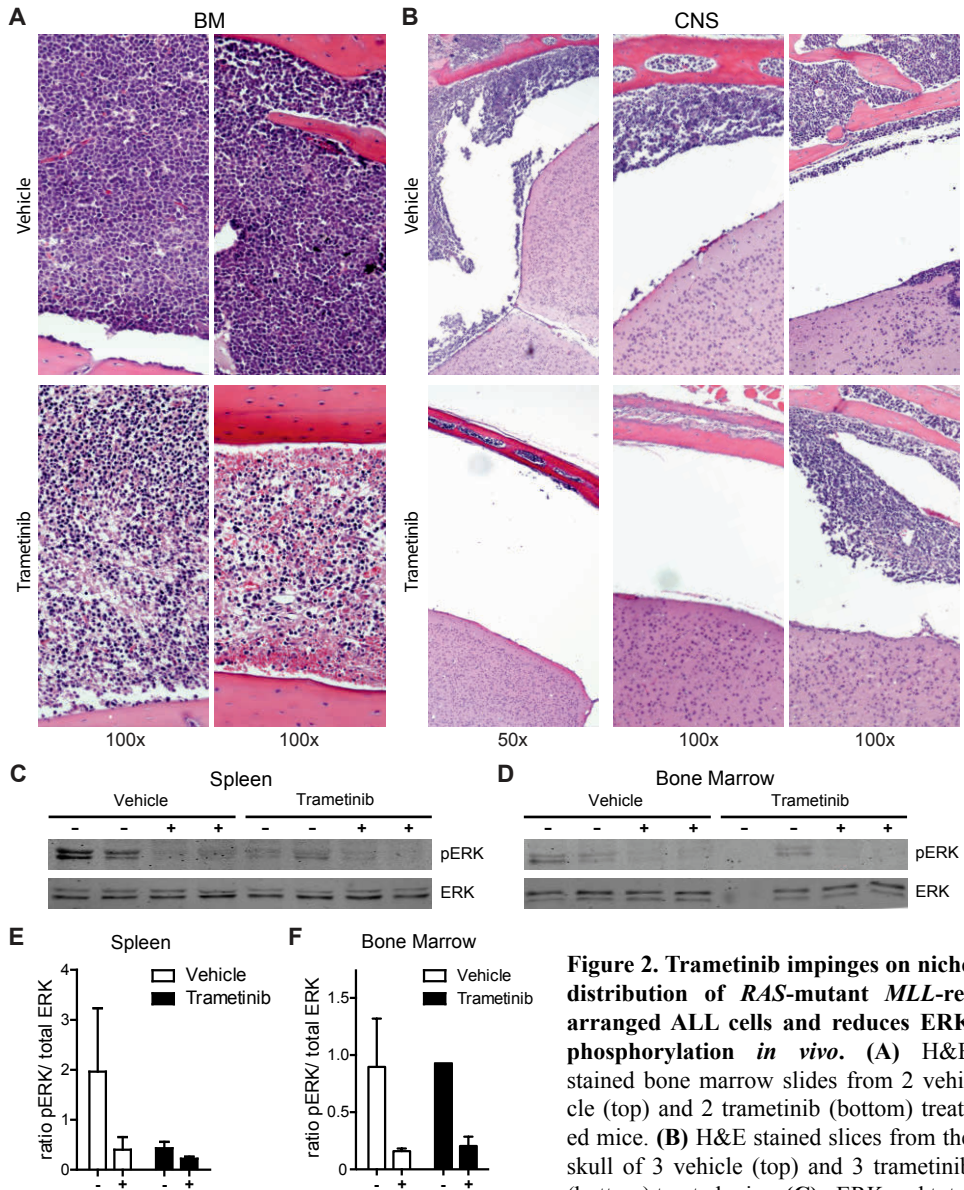 A
BM
B
CNS
Vehicle
Trametinib
100x
100x
50x
100x
100x
C
Spleen
Vehicle
Trametinib
– – + + – – + +
pERK
ERK
D
Bone Marrow
Vehicle
Trametinib
– – + + – – + +
pERK
ERK
E
Spleen
Vehicle
Trametinib
ratio pERK/ total ERK
4
3
2
1
0
- + - +
F
Bone Marrow
Vehicle
Trametinib
ratio pERK/ total ERK
1.5
1.0
0.5
0
- + - +
Figure 2. Trametinib impinges on niche
distribution of RAS-mutant MLL-re
arranged ALL cells and reduces ERK
phosphorylation in vivo. (A) H&E
stained bone marrow slides from 2 vehi
cle (top) and 2 trametinib (bottom) treat
ed mice. (B) H&E stained slices from the
skull of 3 vehicle (top) and 3 trametinib